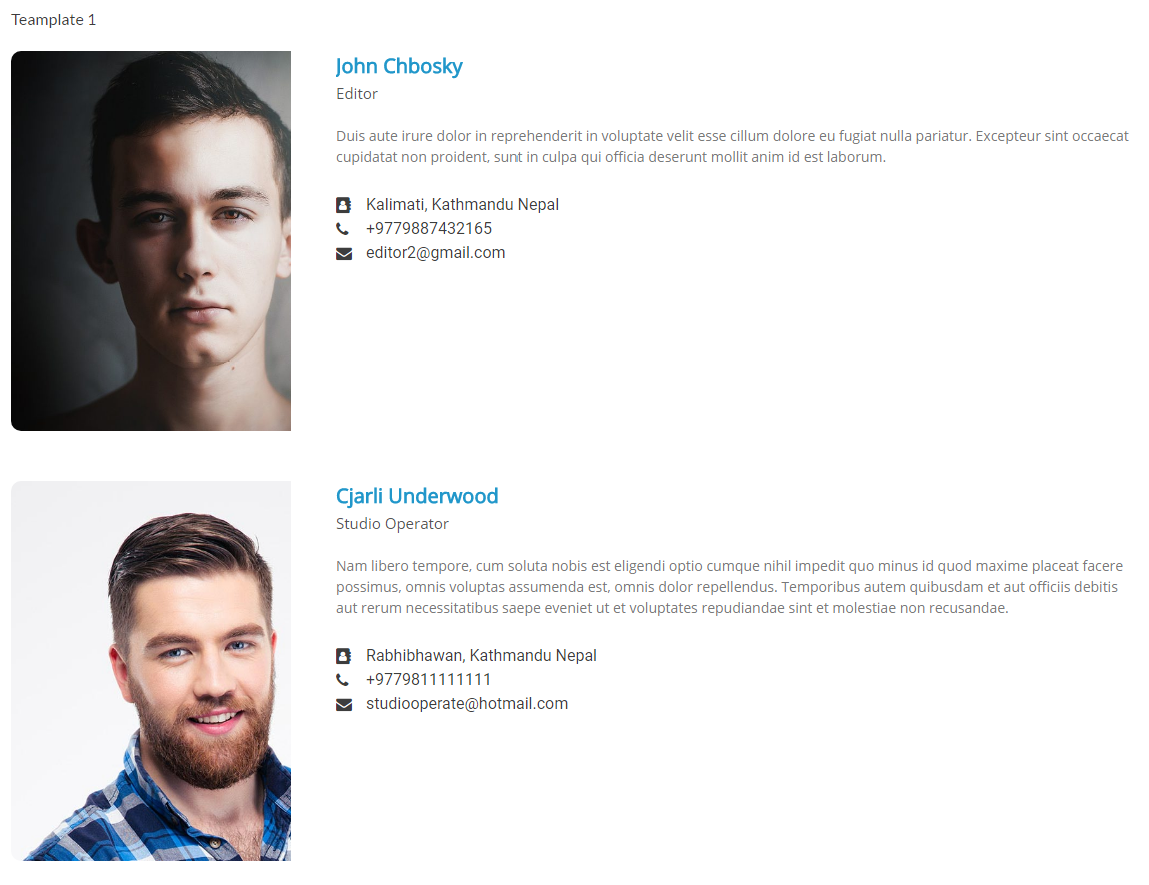 Teamplate 1
John Chbosky
Editor
Duis aute irure dolor in reprehenderit in voluptate velit esse cillum dolore eu fugiat nulla pariatur. Excepteur sint occaecat
cupidatat non proident, sunt in culpa qui officia deserunt mollit anim id est laborum.
Kalimati, Kathmandu Nepal
+9779887432165
editor2@gmail.com
Cjarli Underwood
Studio Operator
Nam libero tempore, cum soluta nobis est eligendi optio cumque nihil impedit quo minus id quod maxime placeat facere
possimus, omnis voluptas assumenda est, omnis dolor repellendus. Temporibus autem quibusdam et aut officiis debitis
aut rerum necessitatibus saepe eveniet ut et voluptates repudiandae sint et molestiae non recusandae.
Rabhibhawan, Kathmandu Nepal
+9779811111111
studiooperate@hotmail.com